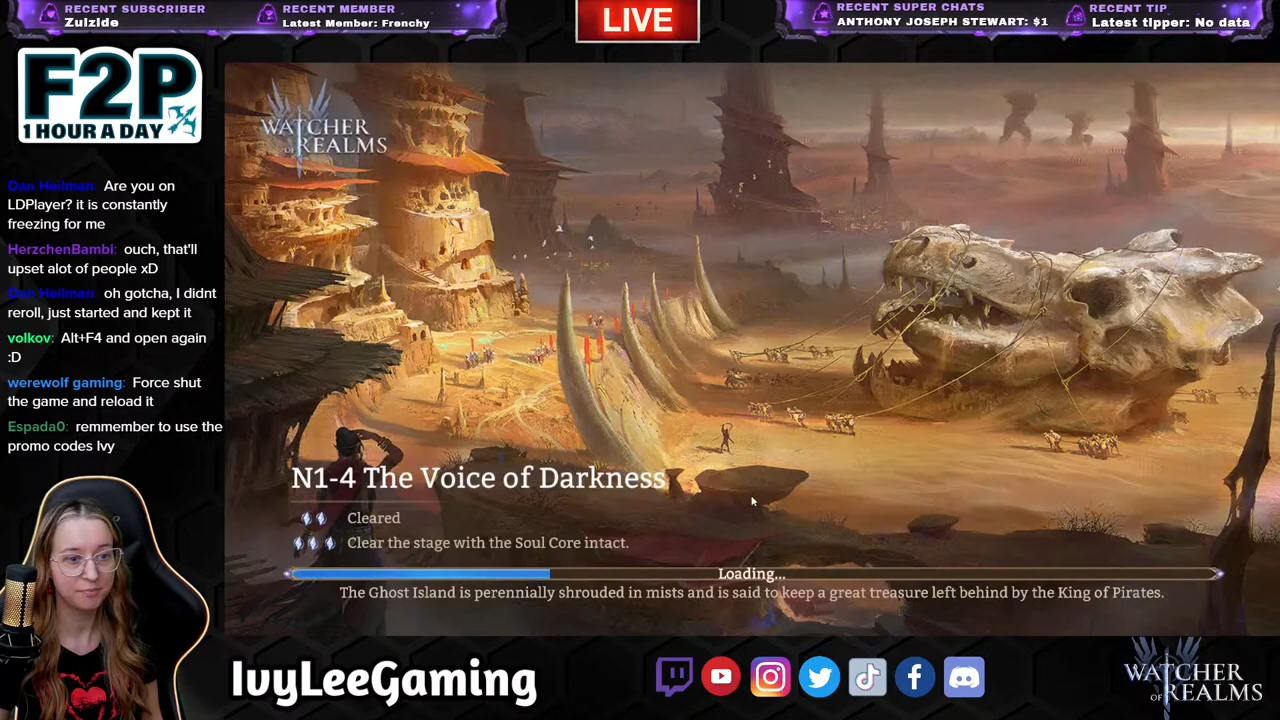 RECENT SUBSCRIBER
Zulzide
RECENT MEMBER
Latest Member: Frenchy
LIVE
RECENT SUPER CHATS
ANTHONY JOSEPH STEWART: $1
RECENT TIP
Latest tipper: No data
F2P
1 HOUR A DAY
WATCHER
OF REALMS
Dan Heilman: Are you on
LDPlayer? it is constantly
freezing for me
HerzchenBambi: ouch, that'll
upset alot of people xD
Dan Heilman: oh gotcha, I didnt
reroll, just started and kept it
volkov: Alt+F4 and open again
:D
werewolf gaming: Force shut
the game and reload it
Espada0: remmember to use the
promo codes Ivy
N1-4 The Voice of Darkness
Cleared
Clear the stage with the Soul Core intact.
Loading...
The Ghost Island is perennially shrouded in mists and is said to keep a great treasure left behind by the King of Pirates.
IvyLeeGaming
WATCHER
OF REALMS